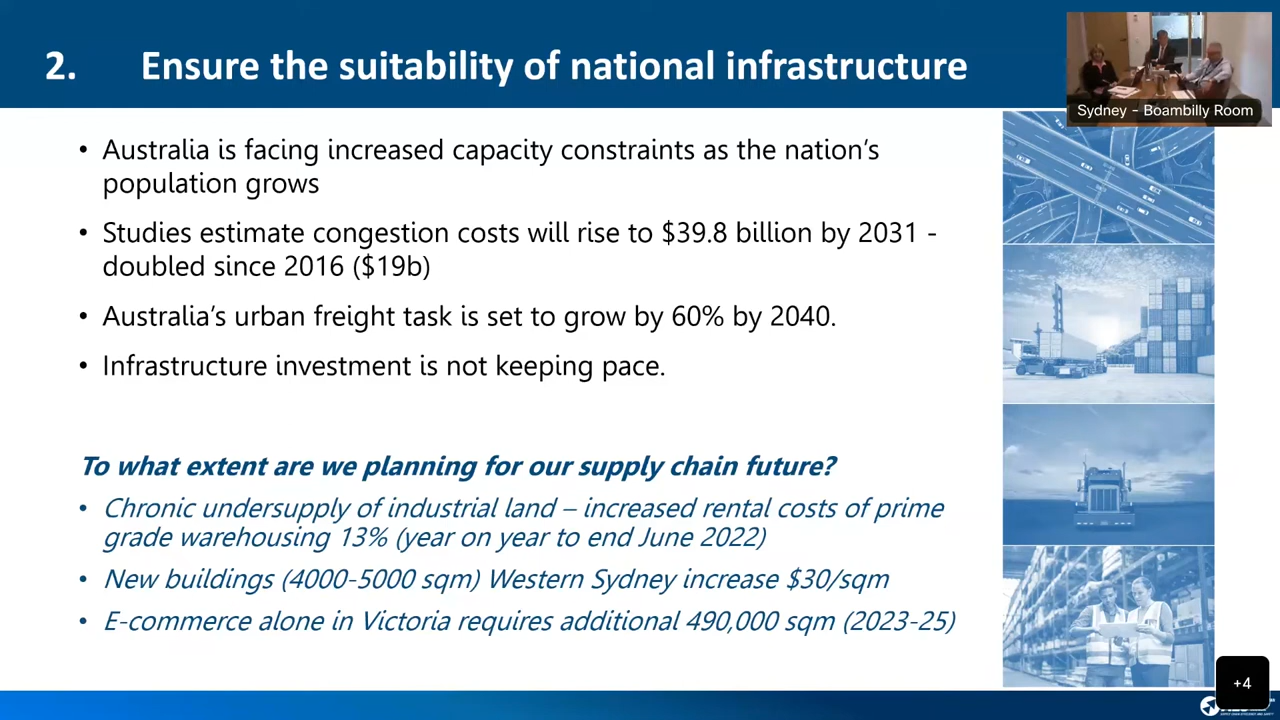 2. Ensure the suitability of national infrastructure
Sydney - Boambilly Room
• Australia is facing increased capacity constraints as the nation’s
population grows
• Studies estimate congestion costs will rise to $39.8 billion by 2031 -
doubled since 2016 ($19b)
• Australia’s urban freight task is set to grow by 60% by 2040.
• Infrastructure investment is not keeping pace.
To what extent are we planning for our supply chain future?
• Chronic undersupply of industrial land – increased rental costs of prime
grade warehousing 13% (year on year to end June 2022)
• New buildings (4000-5000 sqm) Western Sydney increase $30/sqm
• E-commerce alone in Victoria requires additional 490,000 sqm (2023-25)
+4